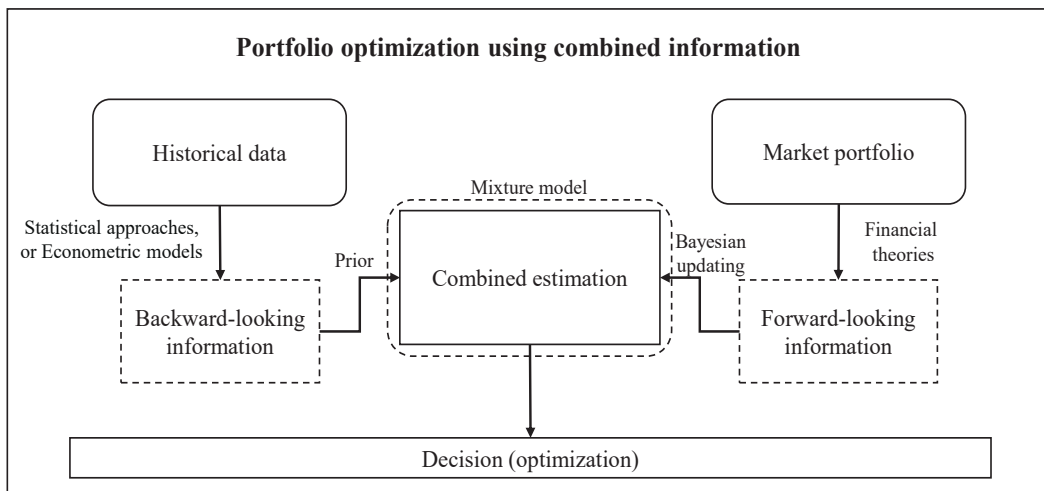 Portfolio optimization using combined information
Historical data
Market portfolio
Mixture model
Statistical approaches,
or Econometric models
Financial
theories
Prior
Combined estimation
Bayesian
updating
Backward-looking
information
Forward-looking
information
Decision (optimization)